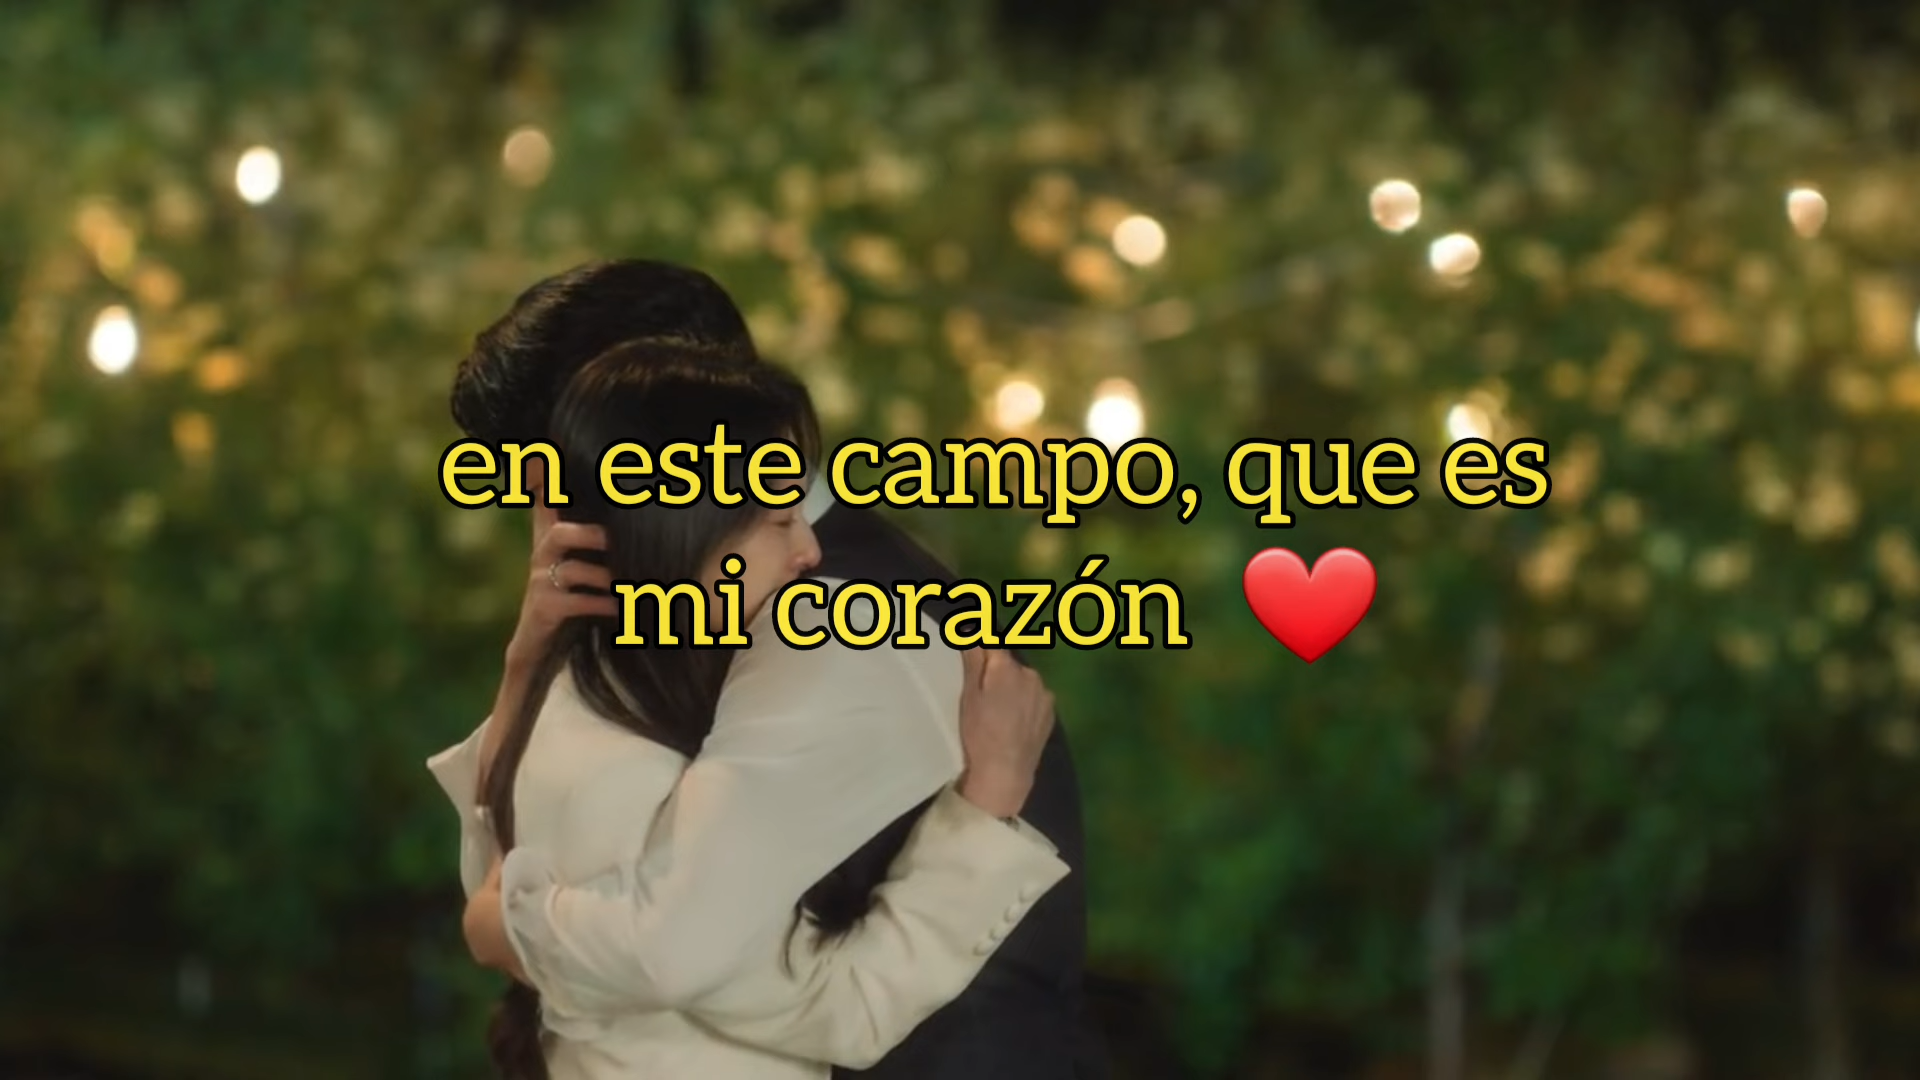 en este campo, que es
mi corazón ❤️